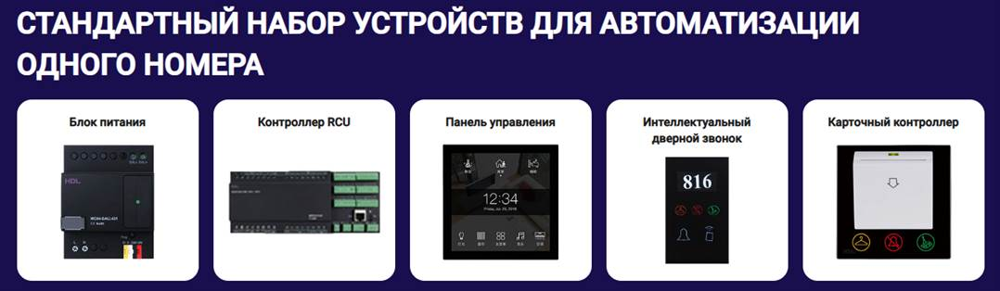 СТАНДАРТНЫЙ НАБОР УСТРОЙСТВ ДЛЯ АВТОМАТИЗАЦИИ
ОДНОГО НОМЕРА
Блок питания
Контроллер RCU
Панель управления
Интеллектуальный
дверной звонок
Карточный контроллер
HDL
816
12:34